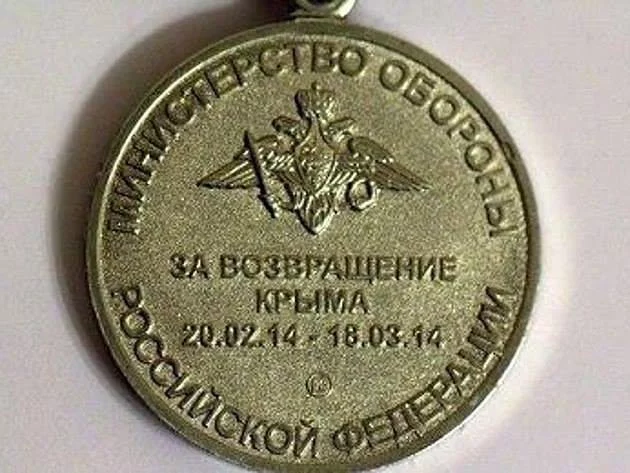 МИНИСТЕРСТВО ОБОРОНЫ
ЗА ВОЗВРАЩЕНИЕ
КРЫМА
20.02.14 - 18.03.14
РОССИЙСКОЙ ФЕДЕРАЦИИ